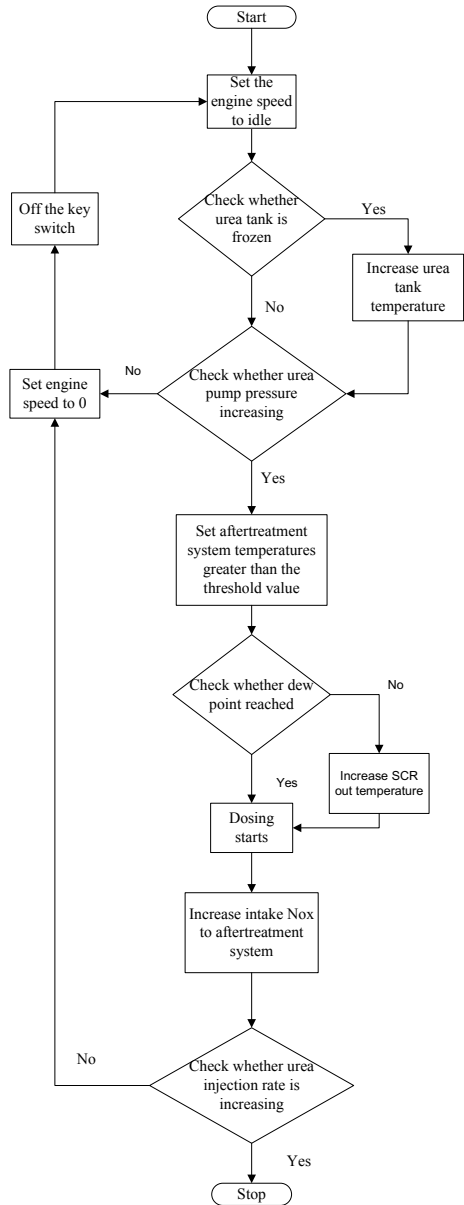 Start
Set the
engine speed
to idle
Check whether
urea tank is
frozen
Yes
Off the key
switch
Increase urea
tank
temperature
No
Check whether urea
pump pressure
increasing
No
Set engine
speed to 0
Yes
Set aftertreatment
system temperatures
greater than the
threshold value
Check whether dew
point reached
No
Increase SCR
out temperature
Yes
Dosing
starts
Increase intake Nox
to aftertreatment
system
Check whether urea
injection rate is
increasing
No
Yes
Stop